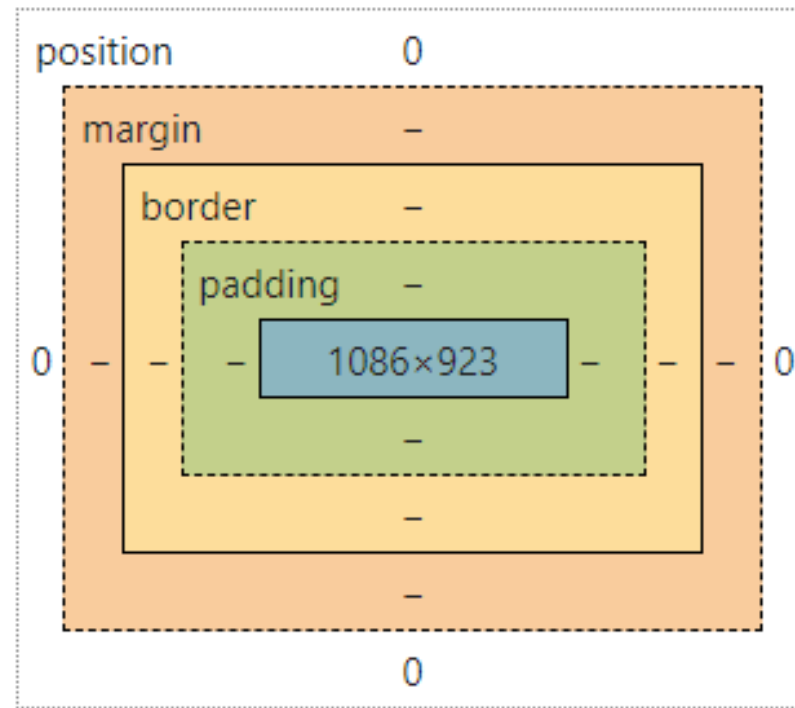 position 0
margin –
border –
padding –
0 – – – 1086×923 – – – 0
–
–
–
0